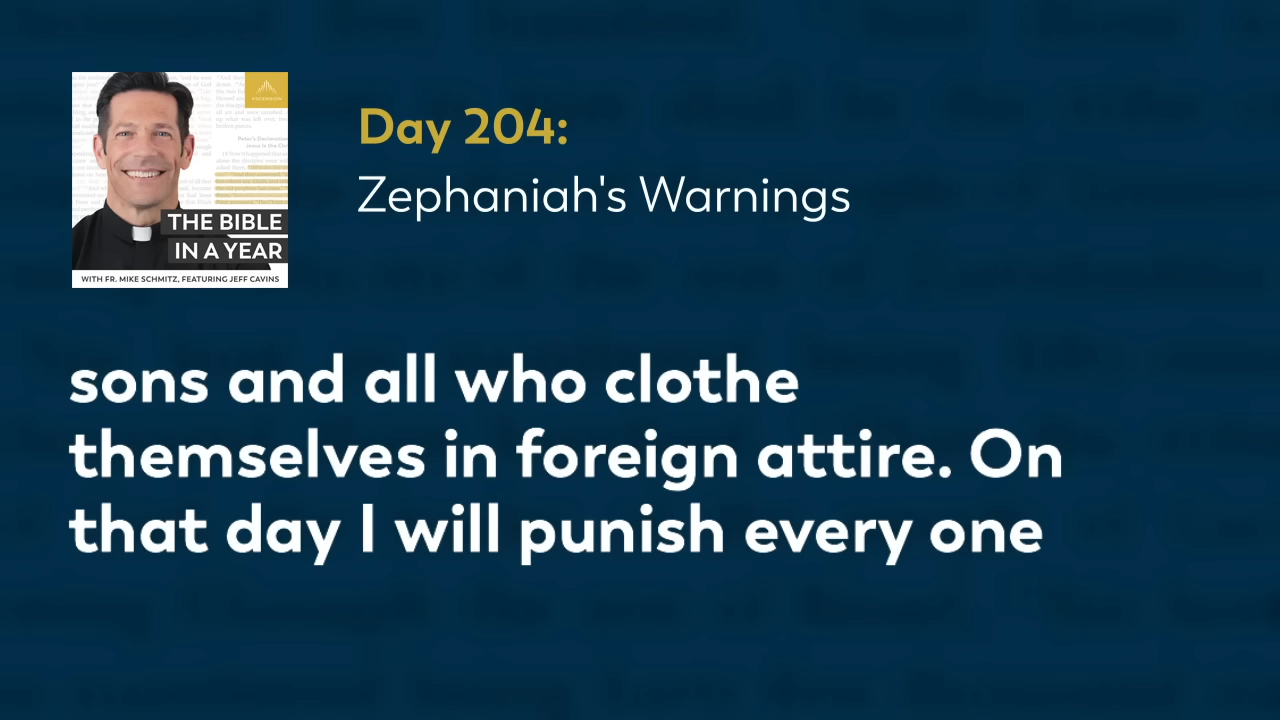 ASCENSION
THE BIBLE
IN A YEAR
WITH FR. MIKE SCHMITZ, FEATURING JEFF CAVINS
Day 204:
Zephaniah's Warnings
sons and all who clothe
themselves in foreign attire. On
that day I will punish every one